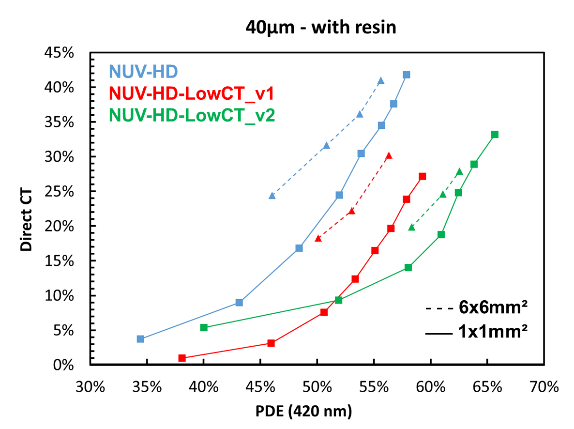 40µm - with resin
45%
40%
35%
30%
25%
20%
15%
10%
5%
0%
Direct CT
NUV-HD
NUV-HD-LowCT_v1
NUV-HD-LowCT_v2
6x6mm²
1x1mm²
30%
35%
40%
45%
50%
55%
60%
65%
70%
PDE (420 nm)